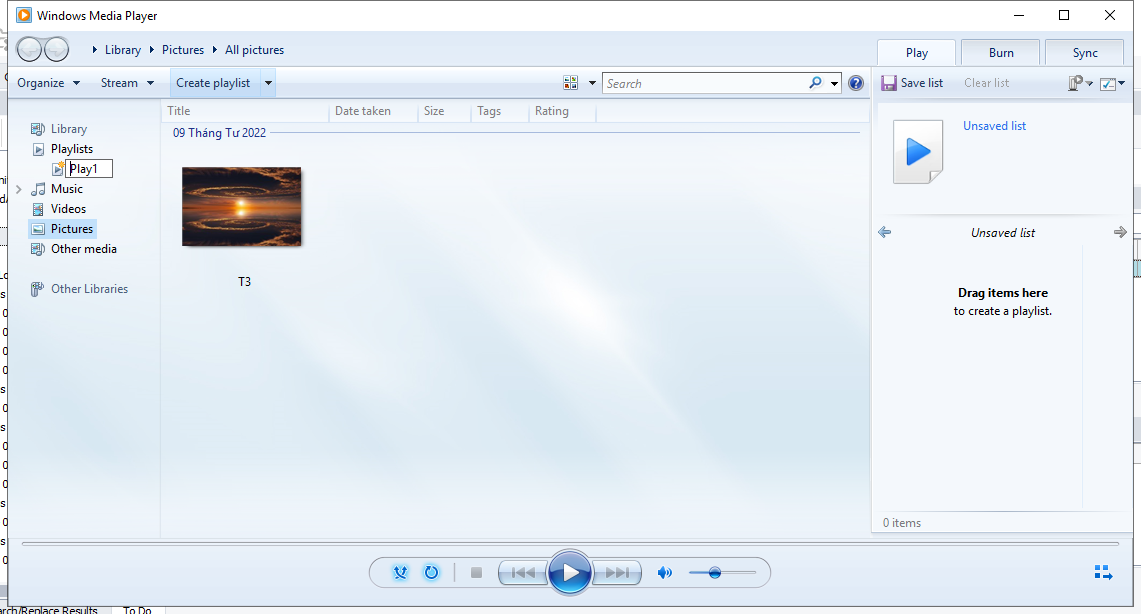 Windows Media Player
Library Pictures All pictures
Play Burn Sync
Organize Stream Create playlist Search Save list Clear list
Title Date taken Size Tags Rating
09 Tháng Tư 2022
Unsaved list
Library
Playlists
Play1
Music
Videos
Pictures
Other media
Other Libraries
T3
Unsaved list
Drag items here
to create a playlist.
0 items
arch/Replace Results To Do